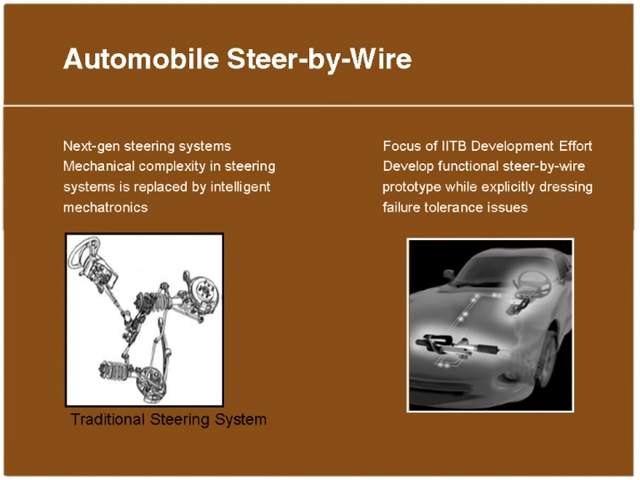 Automobile Steer-by-Wire
Next-gen steering systems
Mechanical complexity in steering
systems is replaced by intelligent
mechatronics
Focus of IITB Development Effort
Develop functional steer-by-wire
prototype while explicitly dressing
failure tolerance issues
Traditional Steering System